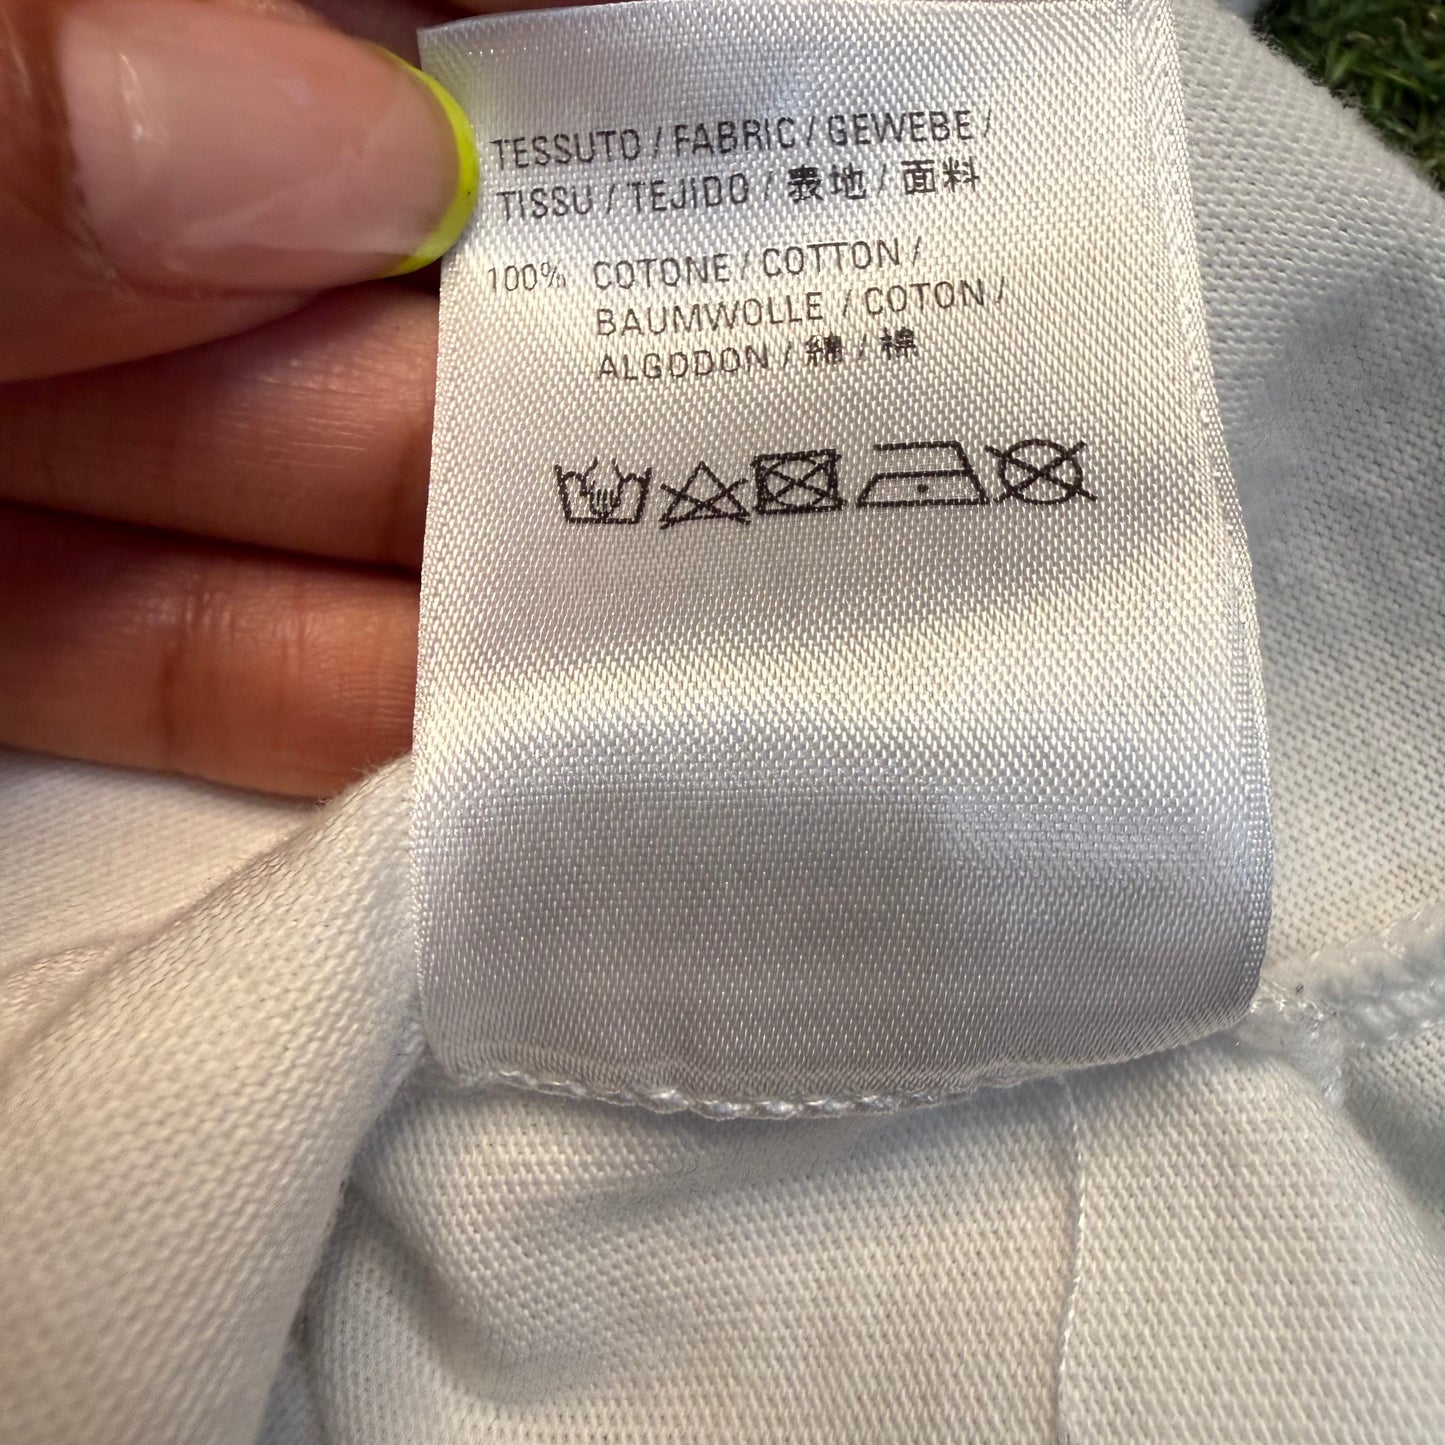 TESSUTO / FABRIC / GEWEBE /
TISSU / TEJIDO / 表地 / 面料
100% COTONE / COTTON /
BAUMWOLLE / COTON /
ALGODON / 綿 / 棉